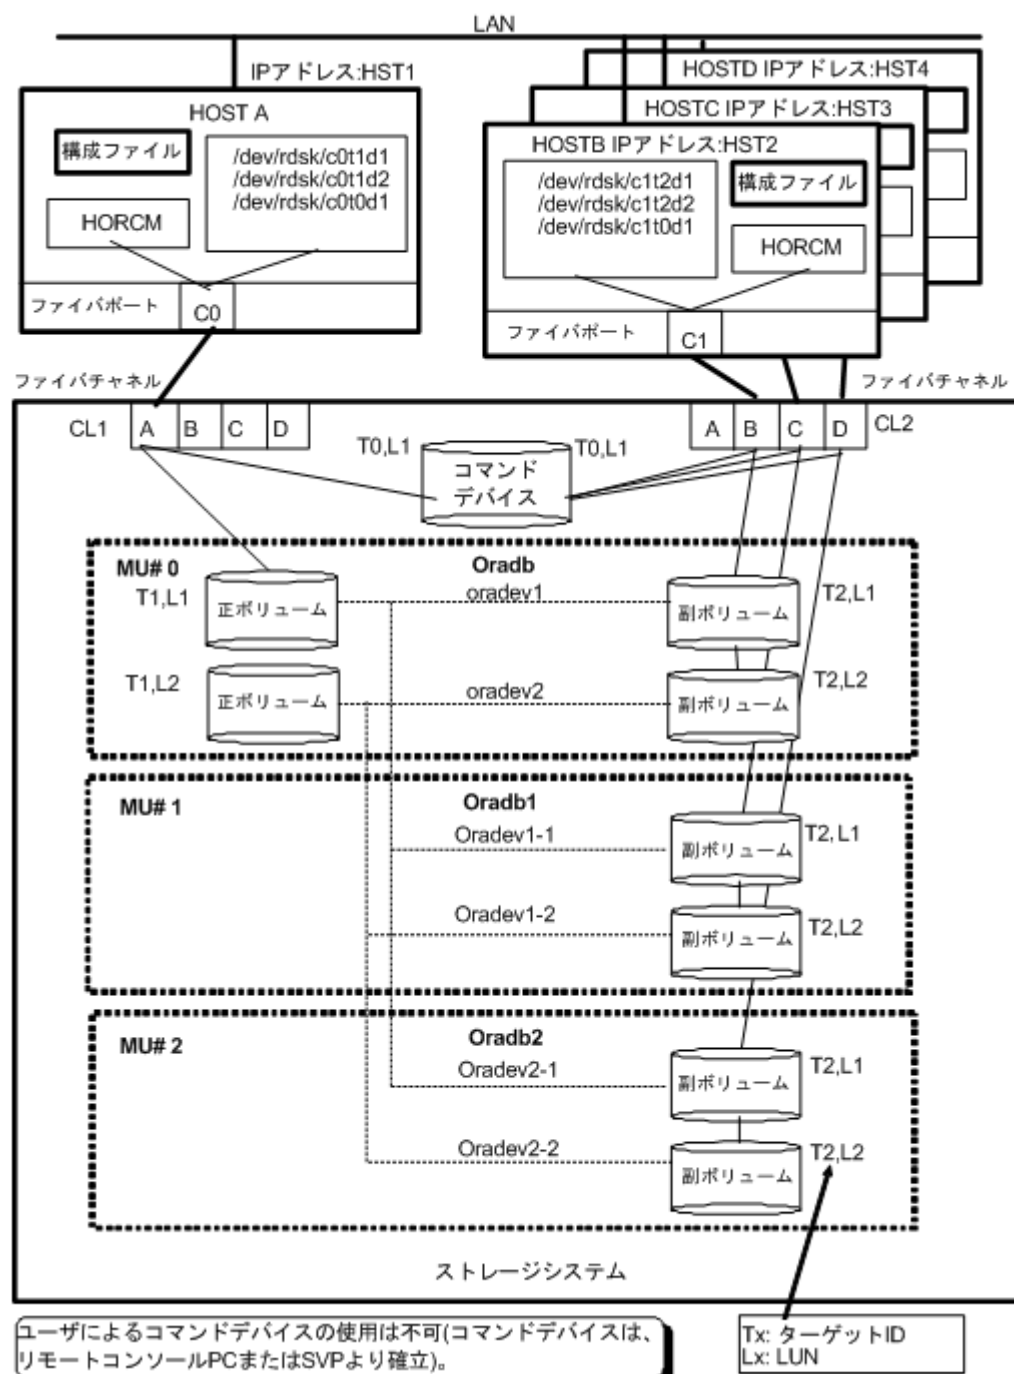 LAN
IPアドレス:HST1
HOST A
構成ファイル
/dev/rdsk/c0t1d1
/dev/rdsk/c0t1d2
/dev/rdsk/c0t0d1
HORCM
ファイバポート
C0
HOSTD IPアドレス:HST4
HOSTC IPアドレス:HST3
HOSTB IPアドレス:HST2
/dev/rdsk/c1t2d1
/dev/rdsk/c1t2d2
/dev/rdsk/c1t0d1
構成ファイル
HORCM
ファイバポート
C1
ファイバチャネル
ファイバチャネル
CL1
A B C D
A B C D
CL2
T0,L1
T0,L1
コマンド
デバイス
MU# 0
Oradb
T1,L1
正ボリューム
oradev1
副ボリューム
T2,L1
T1,L2
正ボリューム
oradev2
副ボリューム
T2,L2
MU# 1
Oradb1
Oradev1-1
副ボリューム
T2,L1
Oradev1-2
副ボリューム
T2,L2
MU# 2
Oradb2
Oradev2-1
副ボリューム
T2,L1
Oradev2-2
副ボリューム
T2,L2
ストレージシステム
ユーザによるコマンドデバイスの使用は不可(コマンドデバイスは、
リモートコンソールPCまたはSVPより確立)。
Tx: ターゲットID
Lx: LUN